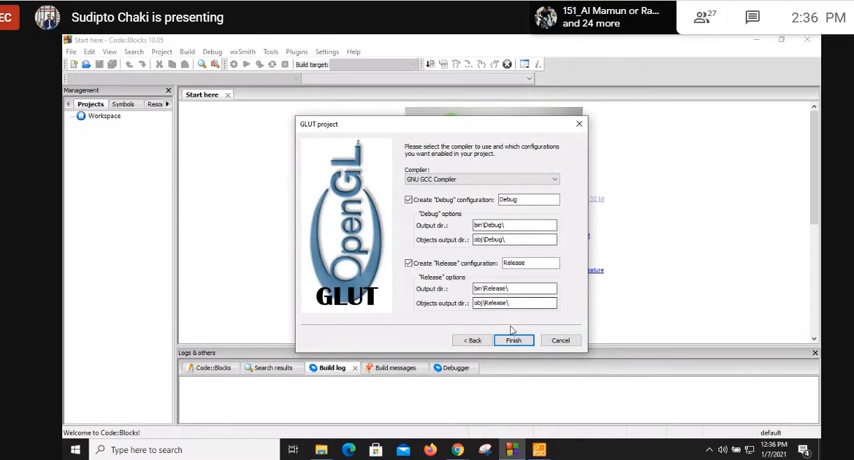 EC
Sudipto Chaki is presenting
151_Al Mamun or Ra...
and 24 more
27
2:36 PM
Start here - Code::Blocks 10.05
File Edit View Search Project Build Debug wxSmith Tools Plugins Settings Help
Build target:
Management
Projects Symbols Resou
Workspace
Start here
GLUT project
Please select the compiler to use and which configurations
you want enabled in your project.
Compiler:
GNU GCC Compiler
Create "Debug" configuration: Debug
"Debug" options
Output dir.: bin\Debug\
Objects output dir.: obj\Debug\
Create "Release" configuration: Release
"Release" options
Output dir.: bin\Release\
Objects output dir.: obj\Release\
OpenGL
GLUT
< Back Finish Cancel
32 bit
eature
Logs & others
Code::Blocks Search results Build log Build messages Debugger
Welcome to Code::Blocks!
default
Type here to search
12:36 PM
1/7/2021
4